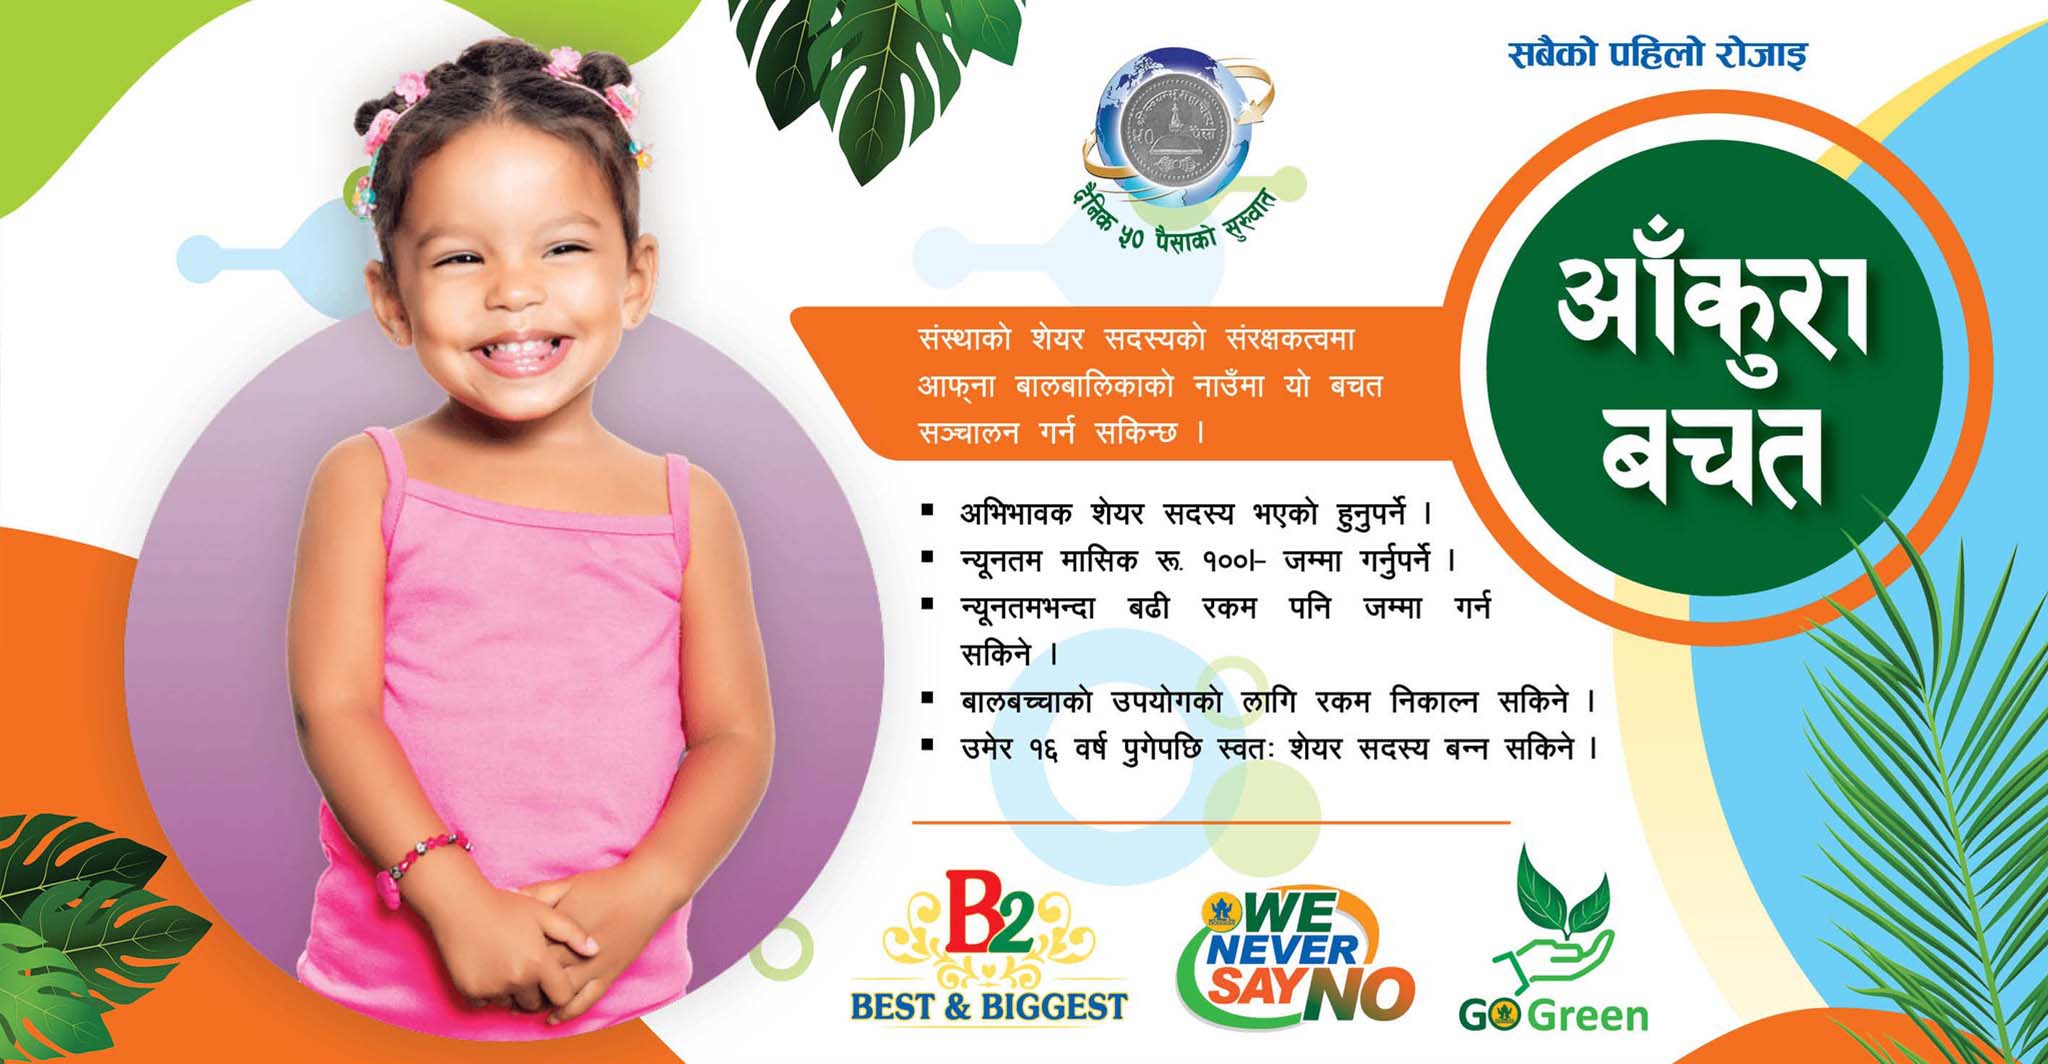 सबैको पहिलो रोजाइ
दैनिक ५० पैसाको सुरुवात
५० पैसा
आँकुरा
बचत
संस्थाको शेयर सदस्यको संरक्षकत्वमा
आफ्ना बालबालिकाको नाउँमा यो बचत
सञ्चालन गर्न सकिन्छ ।
▪ अभिभावक शेयर सदस्य भएको हुनुपर्ने ।
▪ न्यूनतम मासिक रू. १००।- जम्मा गर्नुपर्ने ।
▪ न्यूनतमभन्दा बढी रकम पनि जम्मा गर्न
सकिने ।
▪ बालबच्चाको उपयोगको लागि रकम निकाल्न सकिने ।
▪ उमेर १६ वर्ष पुगेपछि स्वतः शेयर सदस्य बन्न सकिने ।
B2
BEST & BIGGEST
WE
NEVER
SAY NO
GO Green